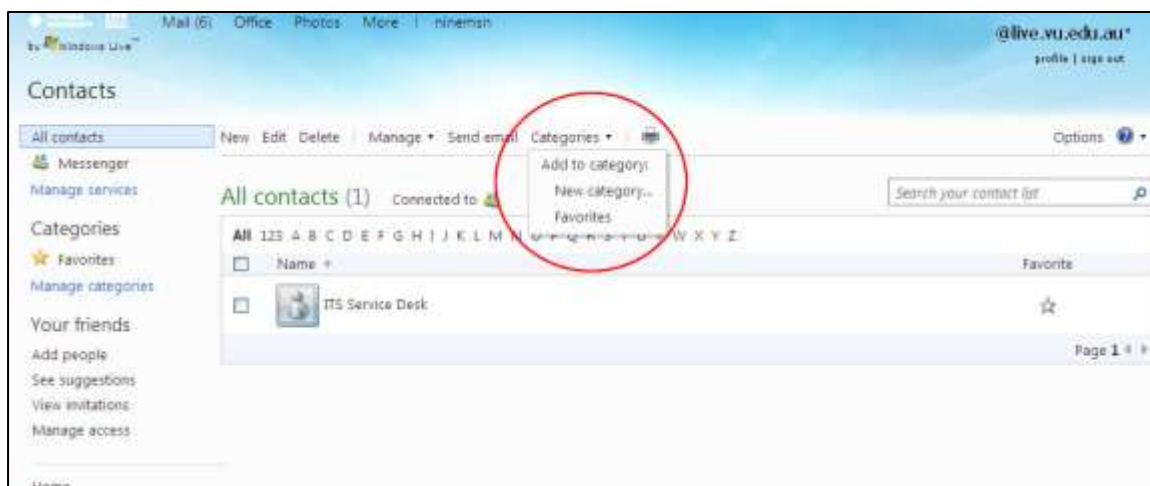 Mail (6) Office Photos More ninemsn
by Windows Live™
@live.vu.edu.au
profile | sign out
Contacts
All contacts
New Edit Delete Manage Send email Categories
Options
Messenger
Add to category:
Manage services
New category...
Favorites
All contacts (1) Connected to
Search your contact list
Categories
All 123 A B C D E F G H I J K L M N O P Q R S T U V W X Y Z
Favorites
Name
Favorite
Manage categories
ITS Service Desk
Your friends
Page 1
Add people
See suggestions
View invitations
Manage access
Home